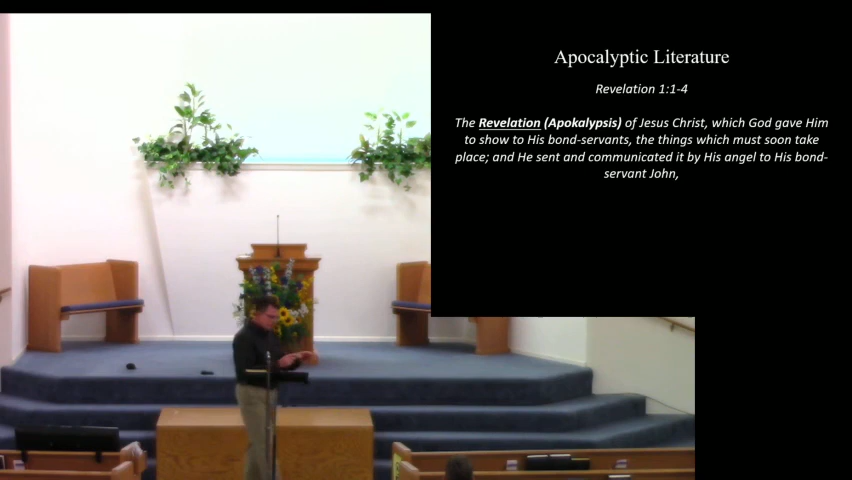 Apocalyptic Literature
Revelation 1:1-4
The Revelation (Apokalypsis) of Jesus Christ, which God gave Him
to show to His bond-servants, the things which must soon take
place; and He sent and communicated it by His angel to His bond-
servant John,